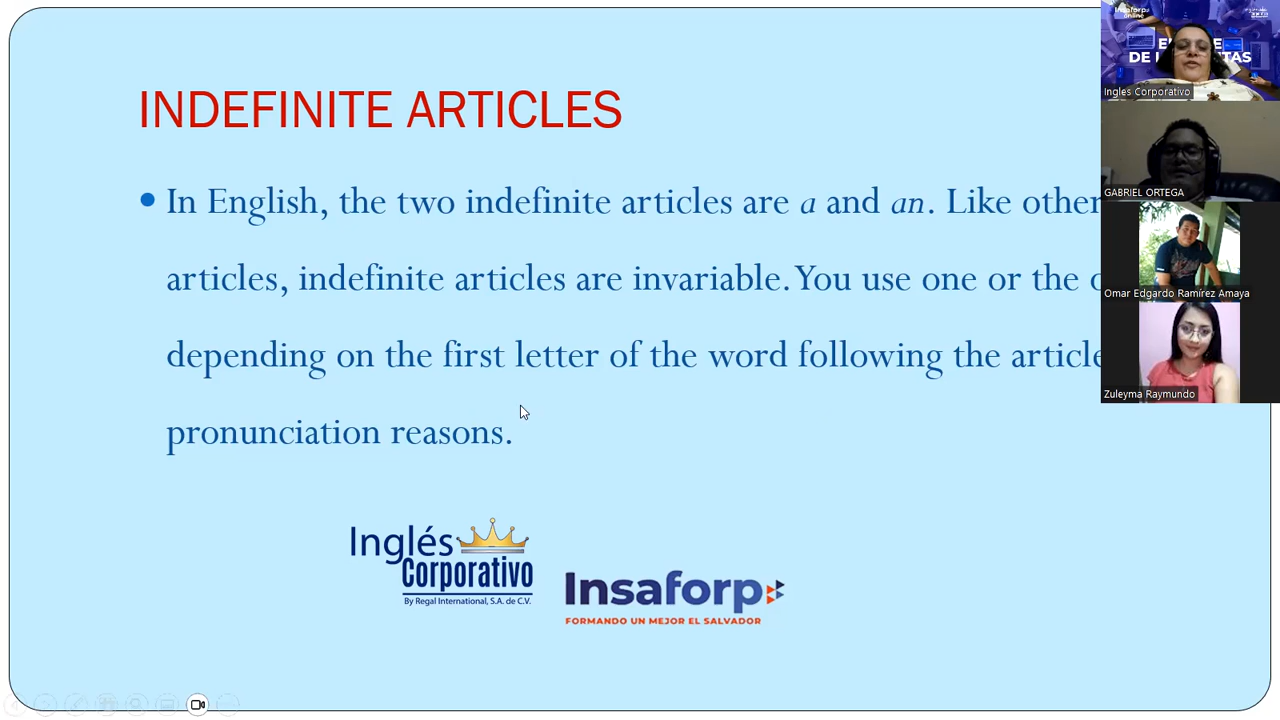 INDEFINITE ARTICLES
• In English, the two indefinite articles are a and an. Like other
articles, indefinite articles are invariable. You use one or the
depending on the first letter of the word following the article
pronunciation reasons.
Inglés
Corporativo
By Regal International, S.A. de C.V.
Insaforp
FORMANDO UN MEJOR EL SALVADOR
Insaforp
online
Ingles Corporativo
GABRIEL ORTEGA
Omar Edgardo Ramírez Amaya
Zuleyma Raymundo